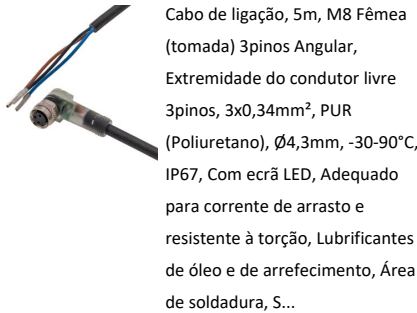 Cabo de ligação, 5m, M8 Fêmea
(tomada) 3pinos Angular,
Extremidade do condutor livre
3pinos, 3x0,34mm², PUR
(Poliuretano), Ø4,3mm, -30-90°C,
IP67, Com ecrã LED, Adequado
para corrente de arrasto e
resistente à torção, Lubrificantes
de óleo e de arrefecimento, Área
de soldadura, S...